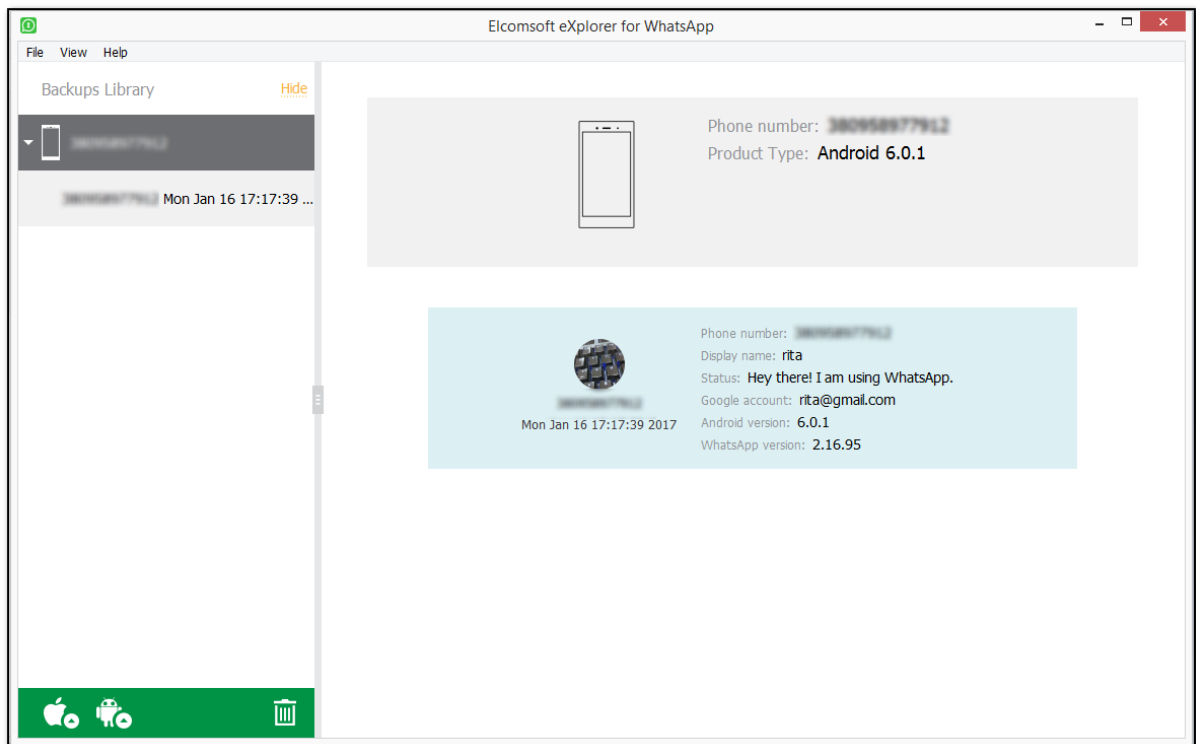 Elcomsoft eXplorer for WhatsApp
File View Help
Backups Library Hide
Mon Jan 16 17:17:39 ...
Phone number:
Product Type: Android 6.0.1
Mon Jan 16 17:17:39 2017
Phone number:
Display name: rita
Status: Hey there! I am using WhatsApp.
Google account: rita@gmail.com
Android version: 6.0.1
WhatsApp version: 2.16.95